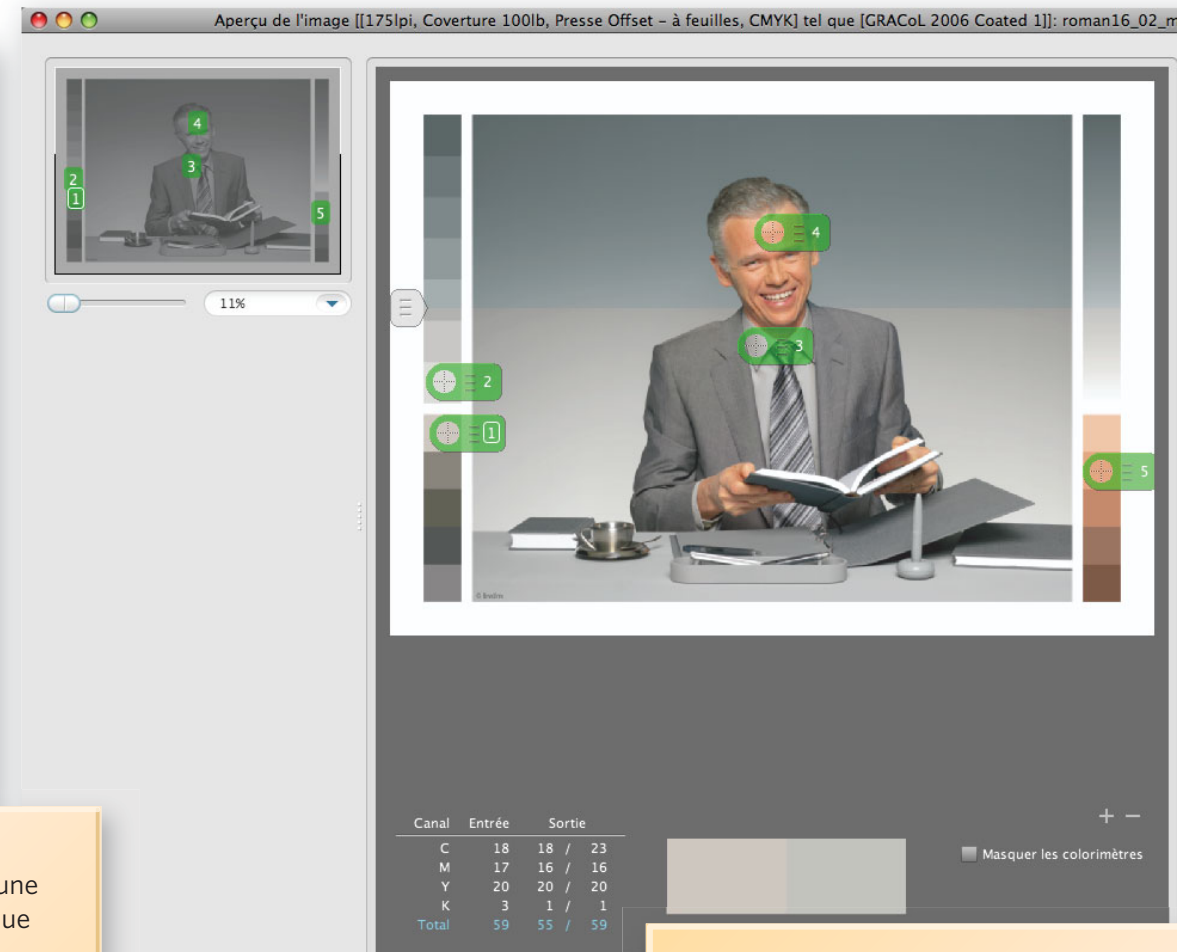 Aperçu de l'image [[175lpi, Coverture 100lb, Presse Offset – à feuilles, CMYK] tel que [GRACoL 2006 Coated 1]]: roman16_02_m
4
3
2
1
5
11%
4
3
2
1
5
Canal Entrée Sortie
C 18 18 / 23
M 17 16 / 16
Y 20 20 / 20
K 3 1 / 1
Total 59 55 / 59
Masquer les colorimètres
une
ue